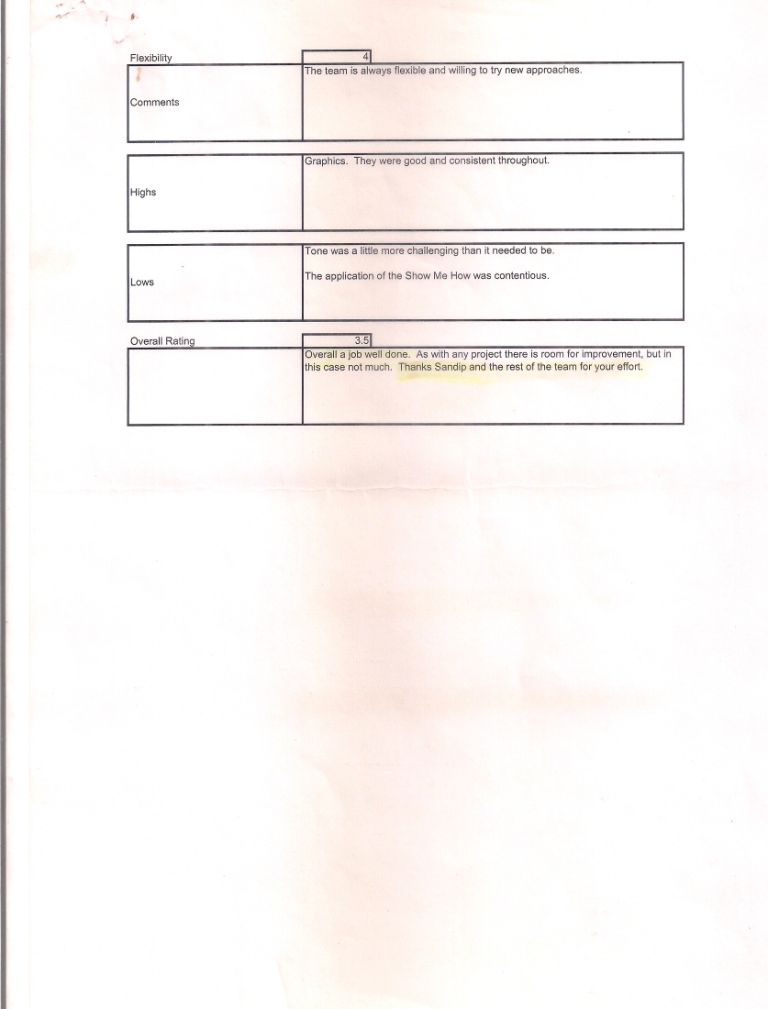 Flexibility 4
The team is always flexible and willing to try new approaches.
Comments
Graphics.  They were good and consistent throughout.
Highs
Tone was a little more challenging than it needed to be.
The application of the Show Me How was contentious.
Lows
Overall Rating 3.5
Overall a job well done.  As with any project there is room for improvement, but in
this case not much.  Thanks Sandip and the rest of the team for your effort.